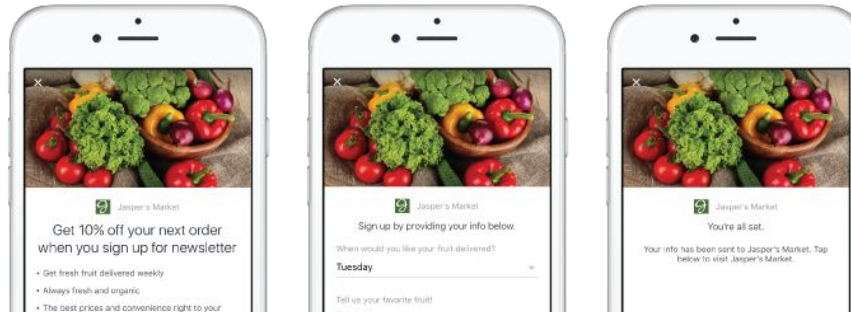 Jasper's Market
Get 10% off your next order
when you sign up for newsletter
• Get fresh fruit delivered weekly
• Always fresh and organic
• The best prices and convenience right to your
Jasper's Market
Sign up by providing your info below.
When would you like your fruit delivered?
Tuesday
Tell us your favorite fruit!
Jasper's Market
You're all set.
Your info has been sent to Jasper's Market. Tap
below to visit Jasper's Market.